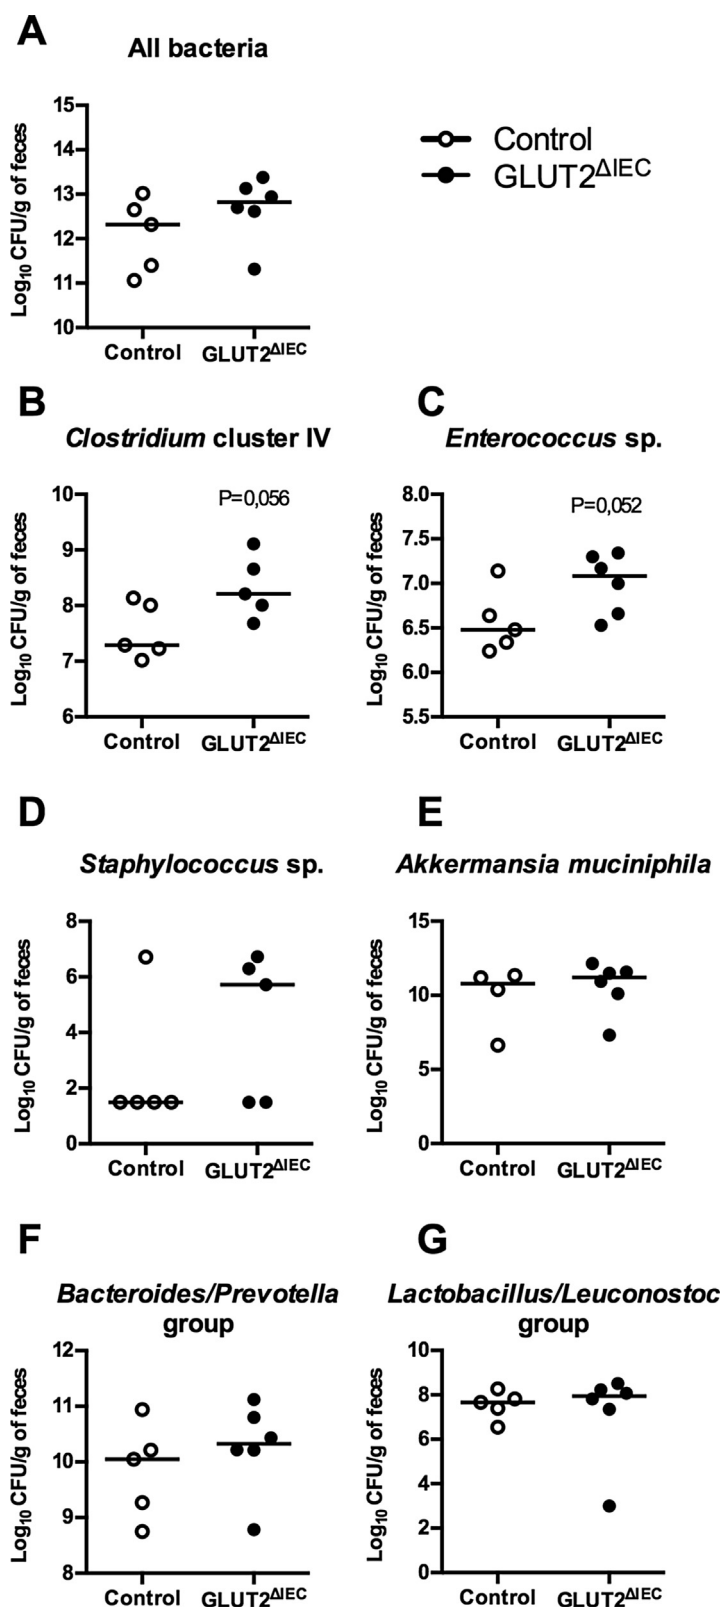 A
All bacteria
Log10 CFU/g of feces
15
14
13
12
11
10
Control
GLUT2ΔIEC
Control
GLUT2ΔIEC
B
Clostridium cluster IV
Log10 CFU/g of feces
10
9
8
7
6
P=0,056
Control
GLUT2ΔIEC
C
Enterococcus sp.
Log10 CFU/g of feces
8.0
7.5
7.0
6.5
6.0
5.5
P=0,052
Control
GLUT2ΔIEC
D
Staphylococcus sp.
Log10 CFU/g of feces
8
6
4
2
0
Control
GLUT2ΔIEC
E
Akkermansia muciniphila
Log10 CFU/g of feces
15
10
5
0
Control
GLUT2ΔIEC
F
Bacteroides/Prevotella
group
Log10 CFU/g of feces
12
11
10
9
8
Control
GLUT2ΔIEC
G
Lactobacillus/Leuconostoc
group
Log10 CFU/g of feces
10
8
6
4
2
0
Control
GLUT2ΔIEC